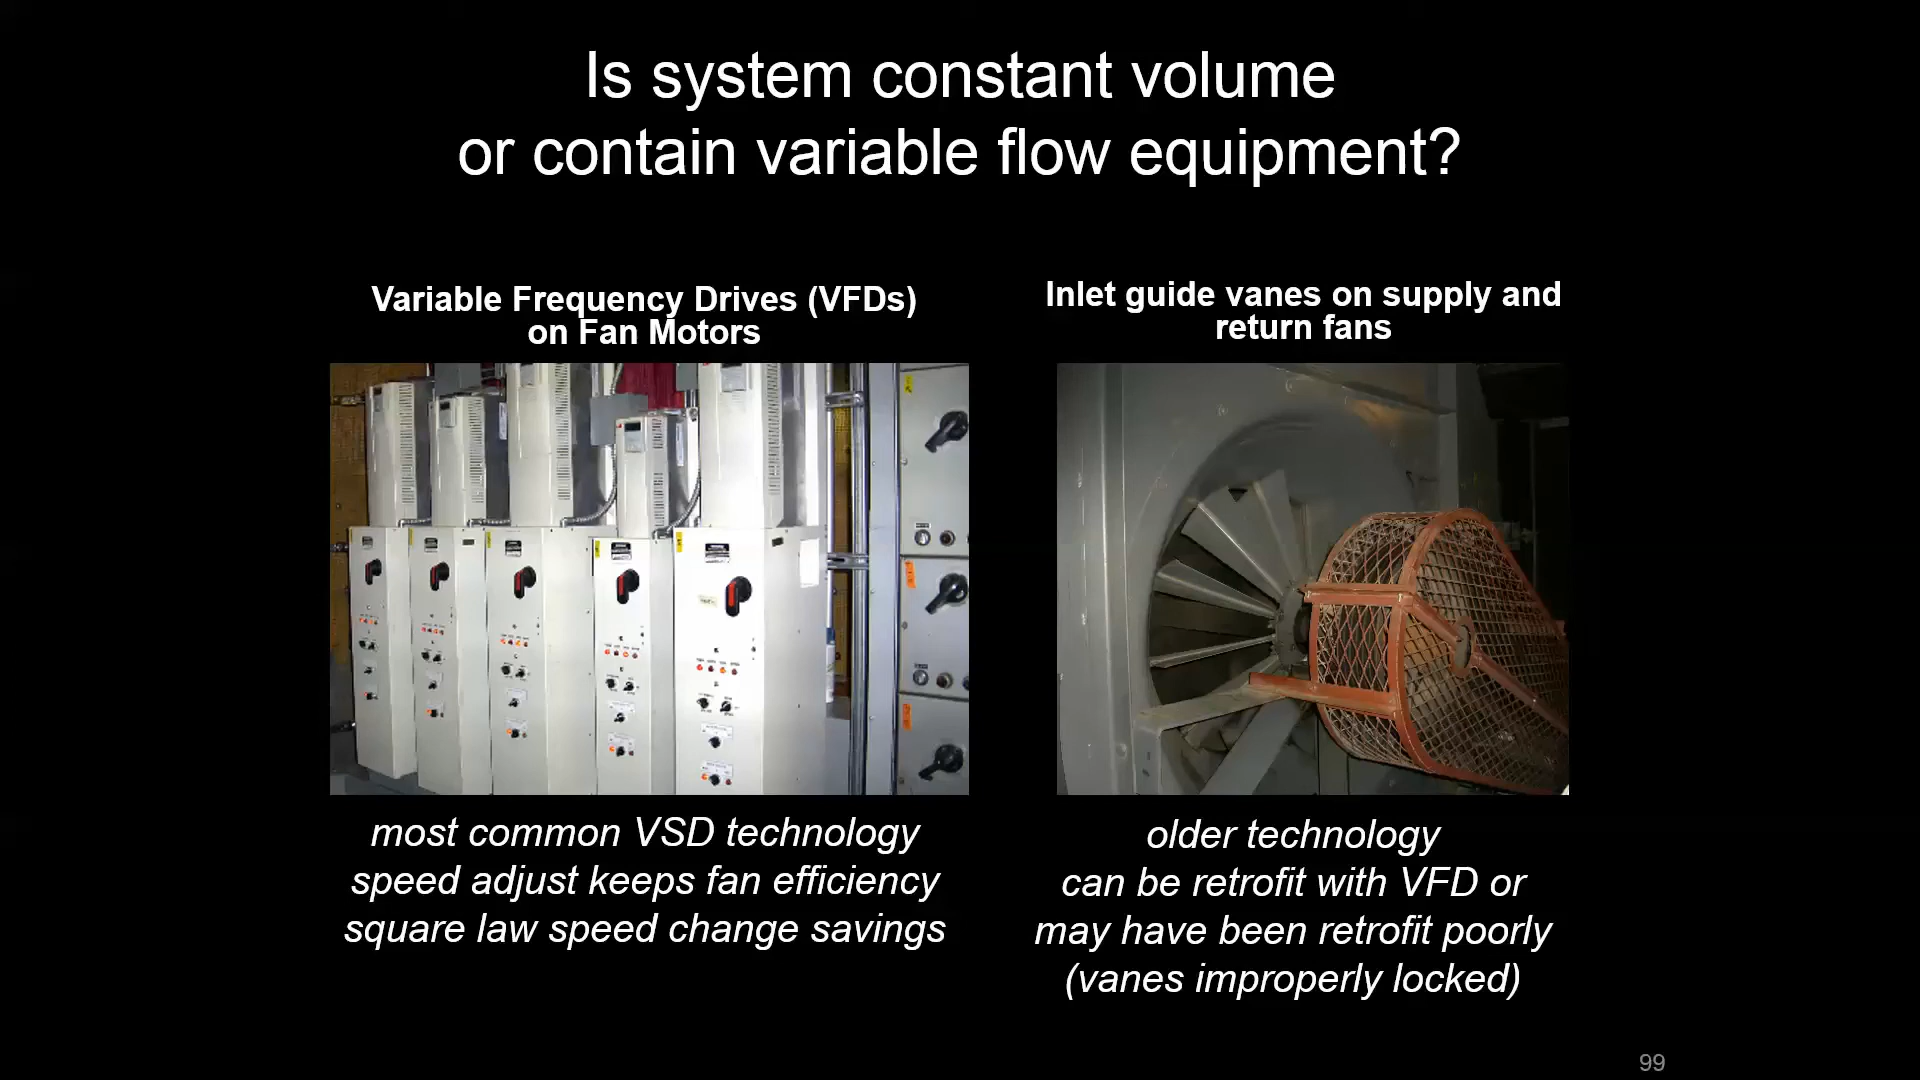 Is system constant volume
or contain variable flow equipment?
Variable Frequency Drives (VFDs)
on Fan Motors
Inlet guide vanes on supply and
return fans
most common VSD technology
speed adjust keeps fan efficiency
square law speed change savings
older technology
can be retrofit with VFD or
may have been retrofit poorly
(vanes improperly locked)
99